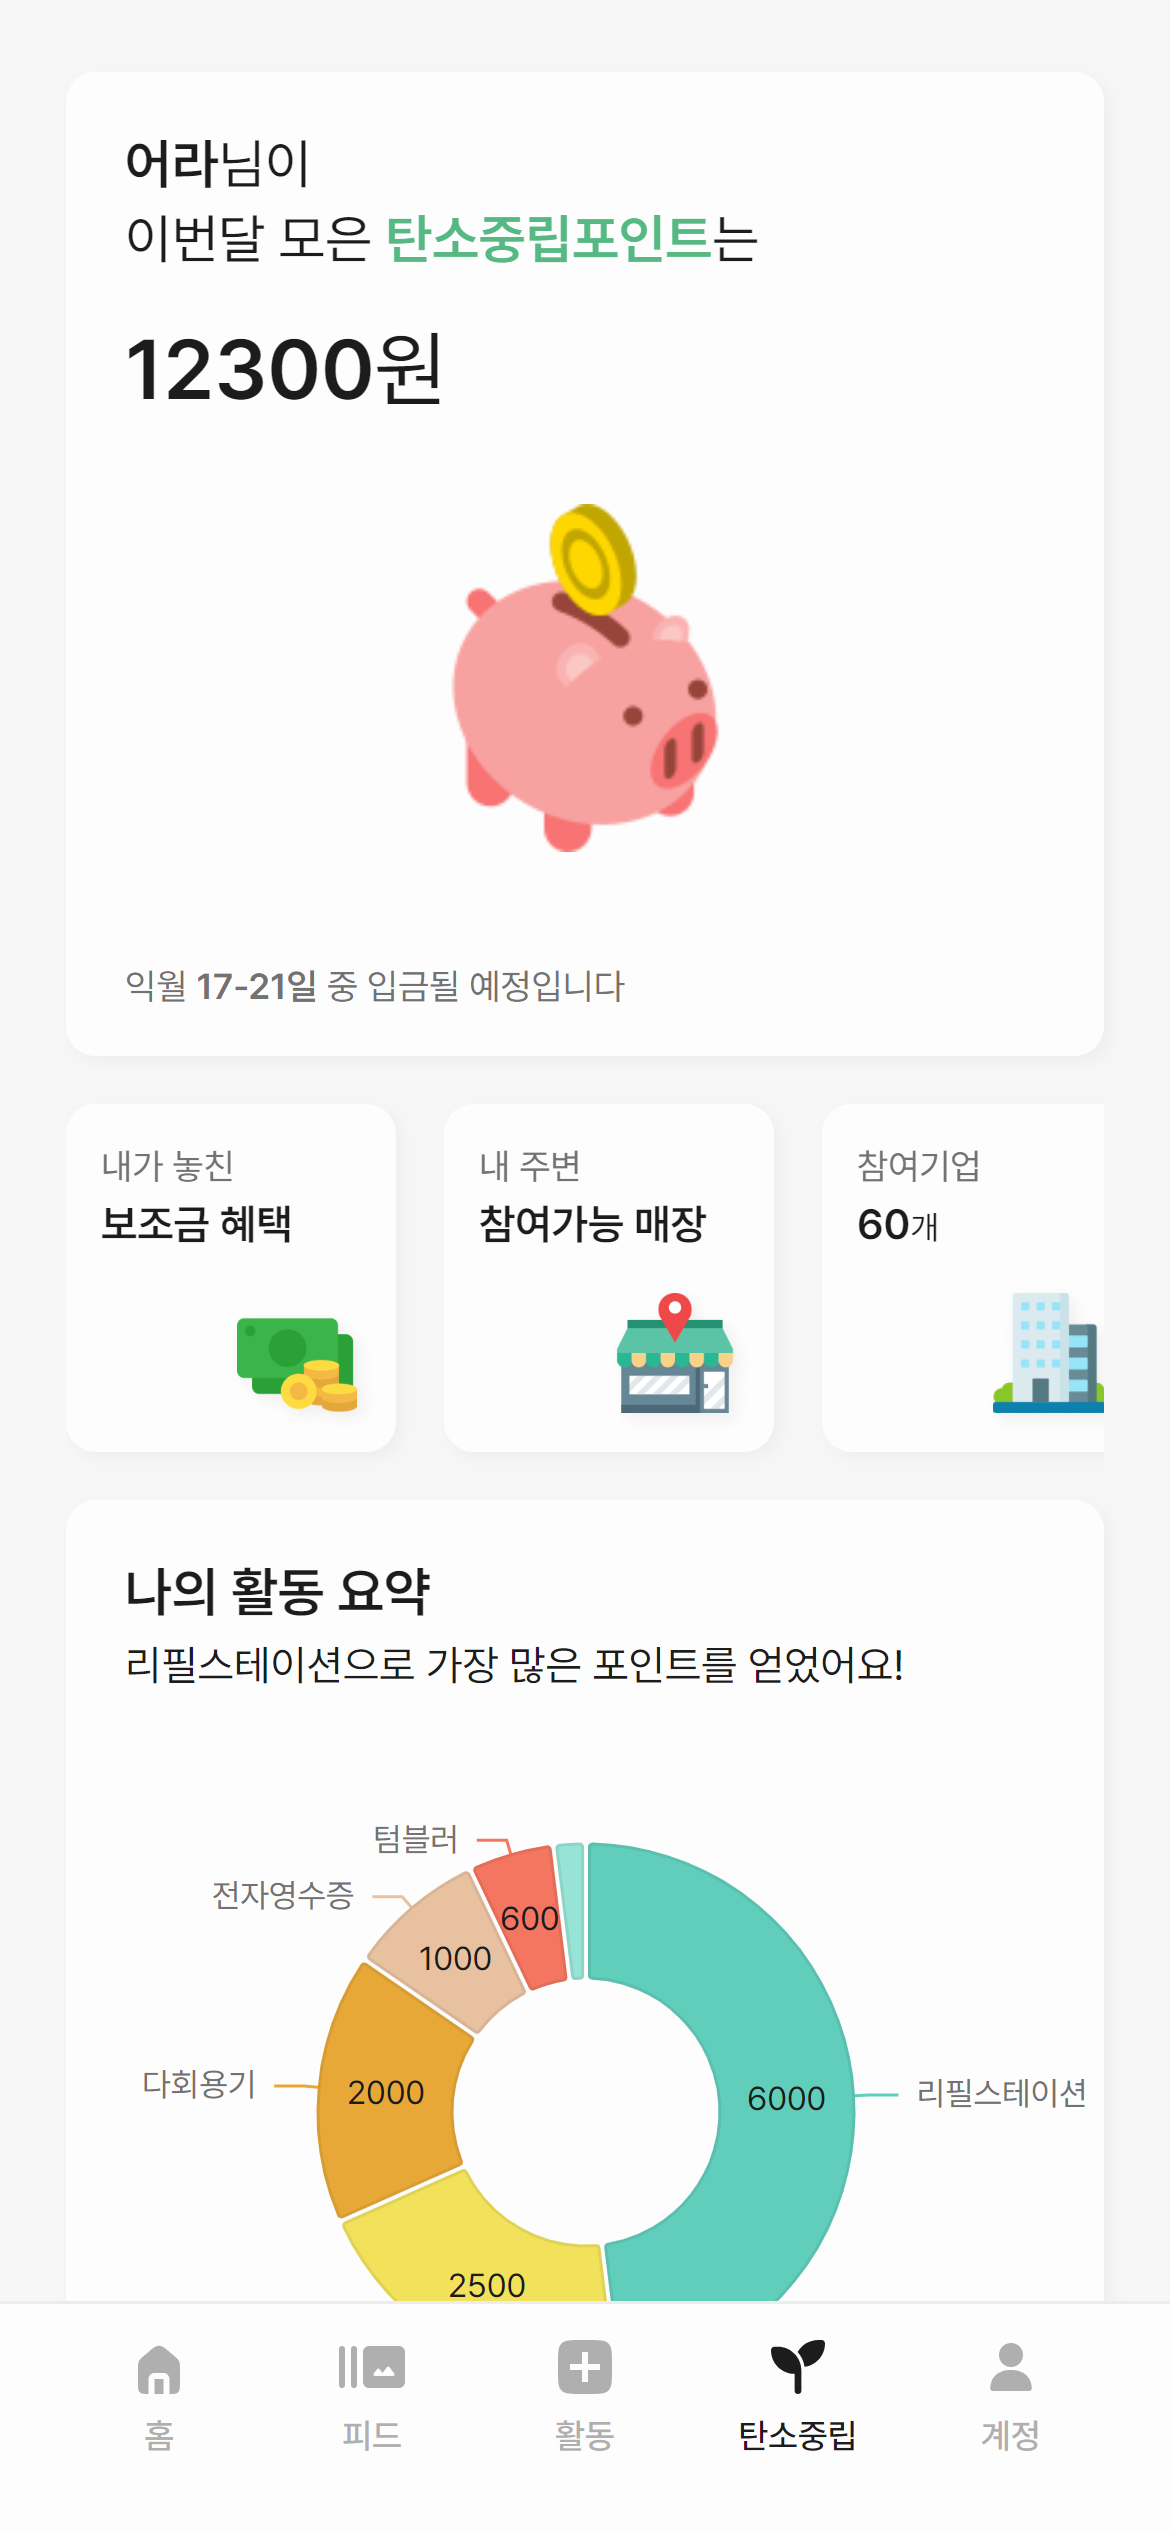 어라님이
이번달 모은 탄소중립포인트는
12300원
익월 17-21일 중 입금될 예정입니다
내가 놓친
보조금 혜택
내 주변
참여가능 매장
참여기업
60개
나의 활동 요약
리필스테이션으로 가장 많은 포인트를 얻었어요!
텀블러
전자영수증
600
1000
다회용기
2000
6000
리필스테이션
2500
홈
피드
활동
탄소중립
계정